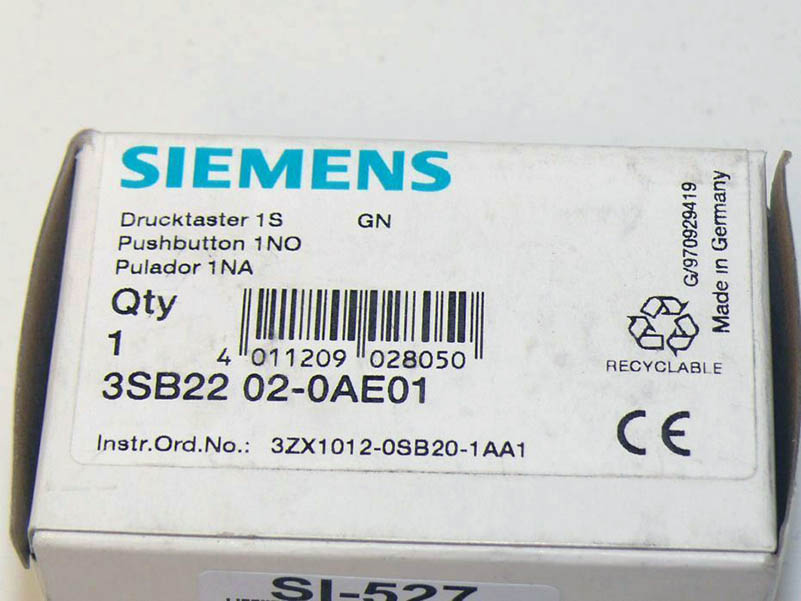 SIEMENS
Drucktaster 1S GN
Pushbutton 1NO
Pulador 1NA
Qty
1
4 011209 028050
3SB22 02-0AE01
Instr.Ord.No.: 3ZX1012-0SB20-1AA1
G/970929419
Made in Germany
RECYCLABLE
CE
SI-527